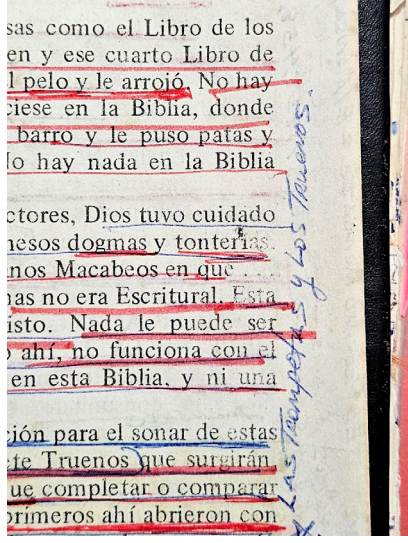 sas como el Libro de los
en y ese cuarto Libro de
l pelo y le arrojó. No hay
ciese en la Biblia, donde
barro y le puso patas y
No hay nada en la Biblia
ctores, Dios tuvo cuidado
nesos dogmas y tonterías.
nos Macabeos en que . . .
nas no era Escritural. Esta
isto. Nada le puede ser
o ahí, no funciona con el
en esta Biblia, y ni una
ción para el sonar de estas
ete Truenos) que surgirán
que completar o comparar
primeros ahí abrieron con
Las Trompetas y Los Truenos.